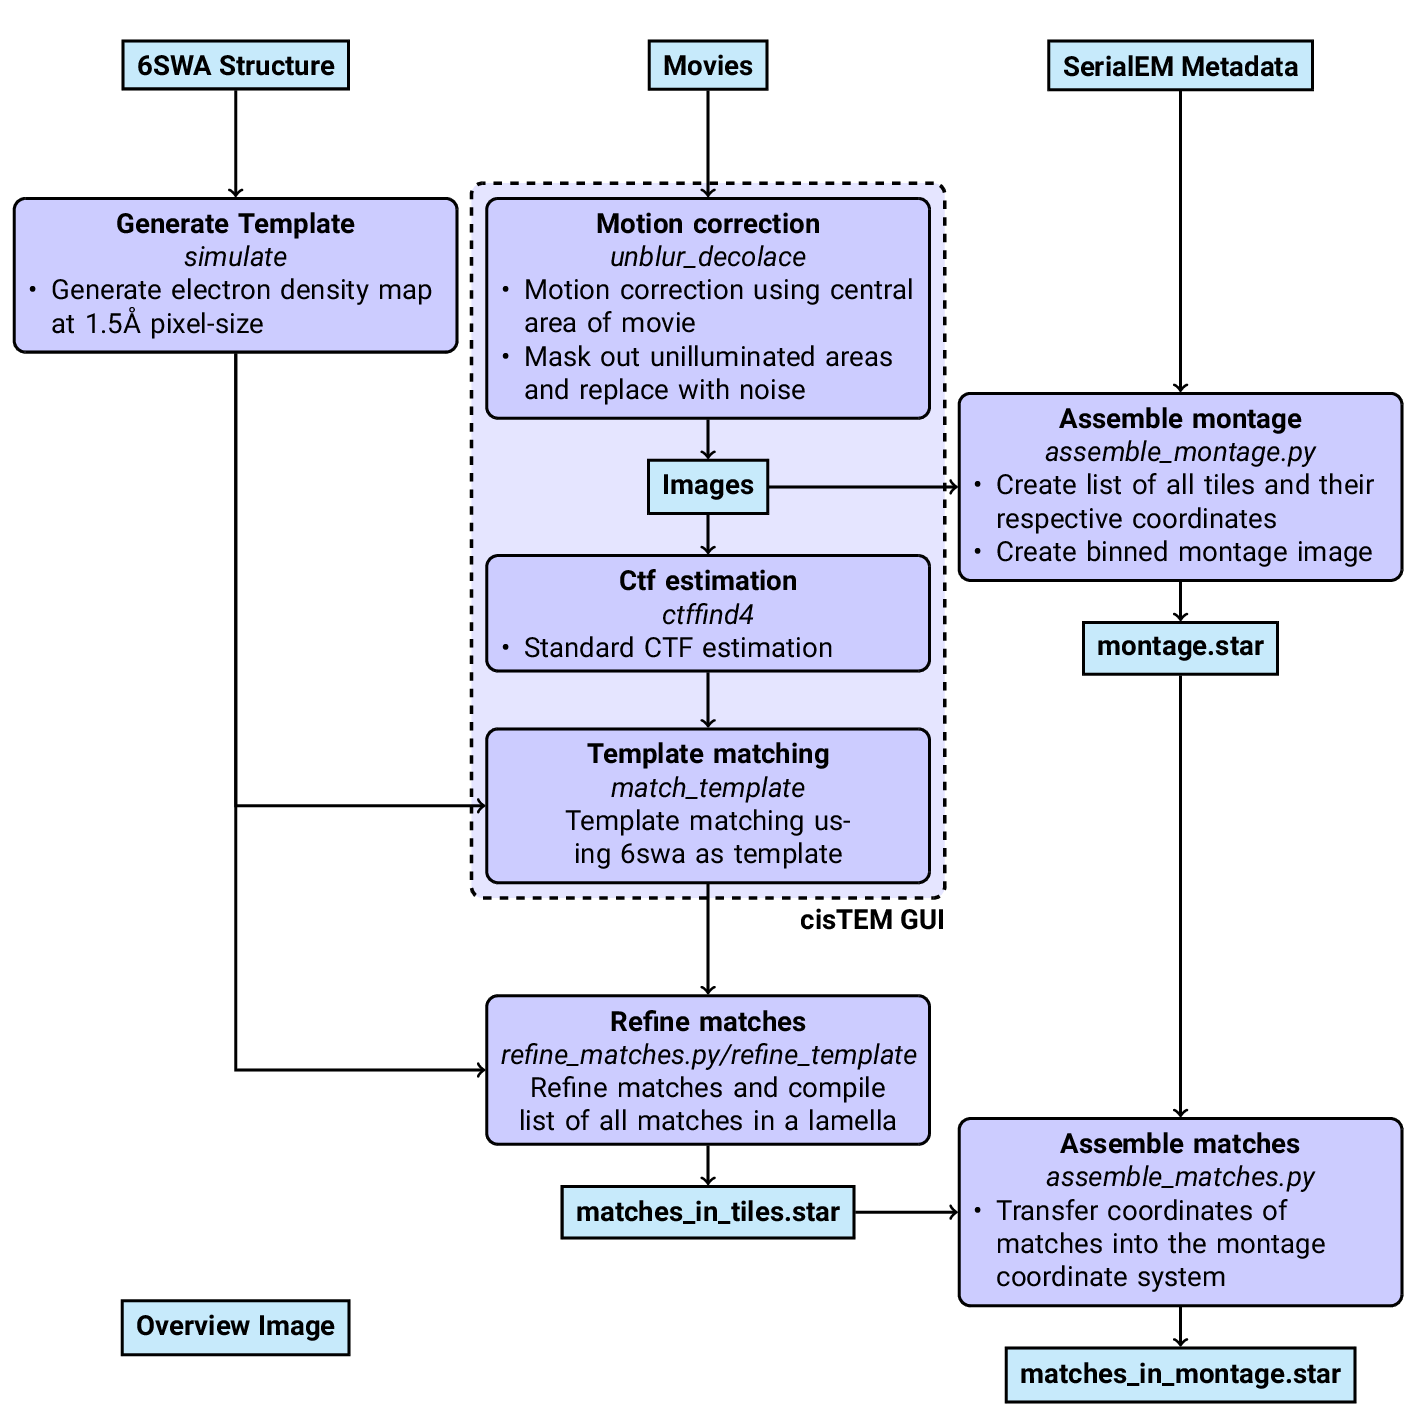 6SWA Structure
Movies
SerialEM Metadata
Generate Template
simulate
• Generate electron density map
at 1.5Å pixel-size
Motion correction
unblur_decolace
• Motion correction using central
area of movie
• Mask out unilluminated areas
and replace with noise
Images
Assemble montage
assemble_montage.py
• Create list of all tiles and their
respective coordinates
• Create binned montage image
Ctf estimation
ctffind4
• Standard CTF estimation
montage.star
Template matching
match_template
Template matching us-
ing 6swa as template
cisTEM GUI
Refine matches
refine_matches.py/refine_template
Refine matches and compile
list of all matches in a lamella
matches_in_tiles.star
Assemble matches
assemble_matches.py
• Transfer coordinates of
matches into the montage
coordinate system
Overview Image
matches_in_montage.star